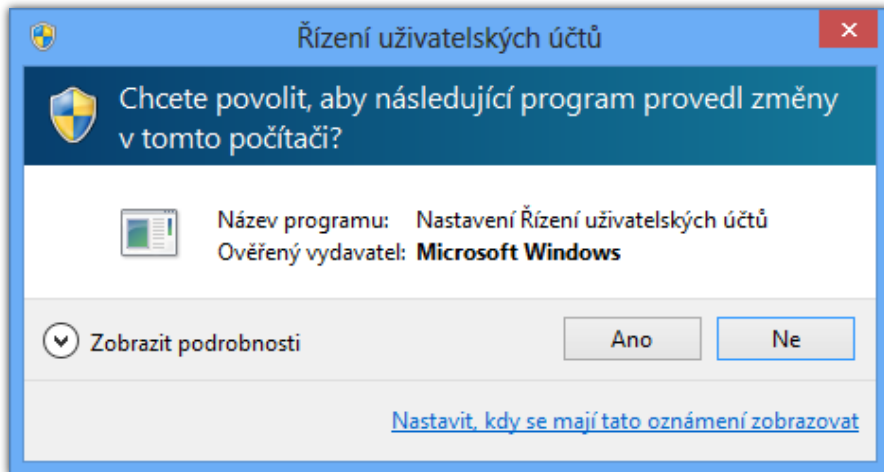 Řízení uživatelských účtů
Chcete povolit, aby následující program provedl změny
v tomto počítači?
Název programu: Nastavení Řízení uživatelských účtů
Ověřený vydavatel: Microsoft Windows
Zobrazit podrobnosti
Ano
Ne
Nastavit, kdy se mají tato oznámení zobrazovat